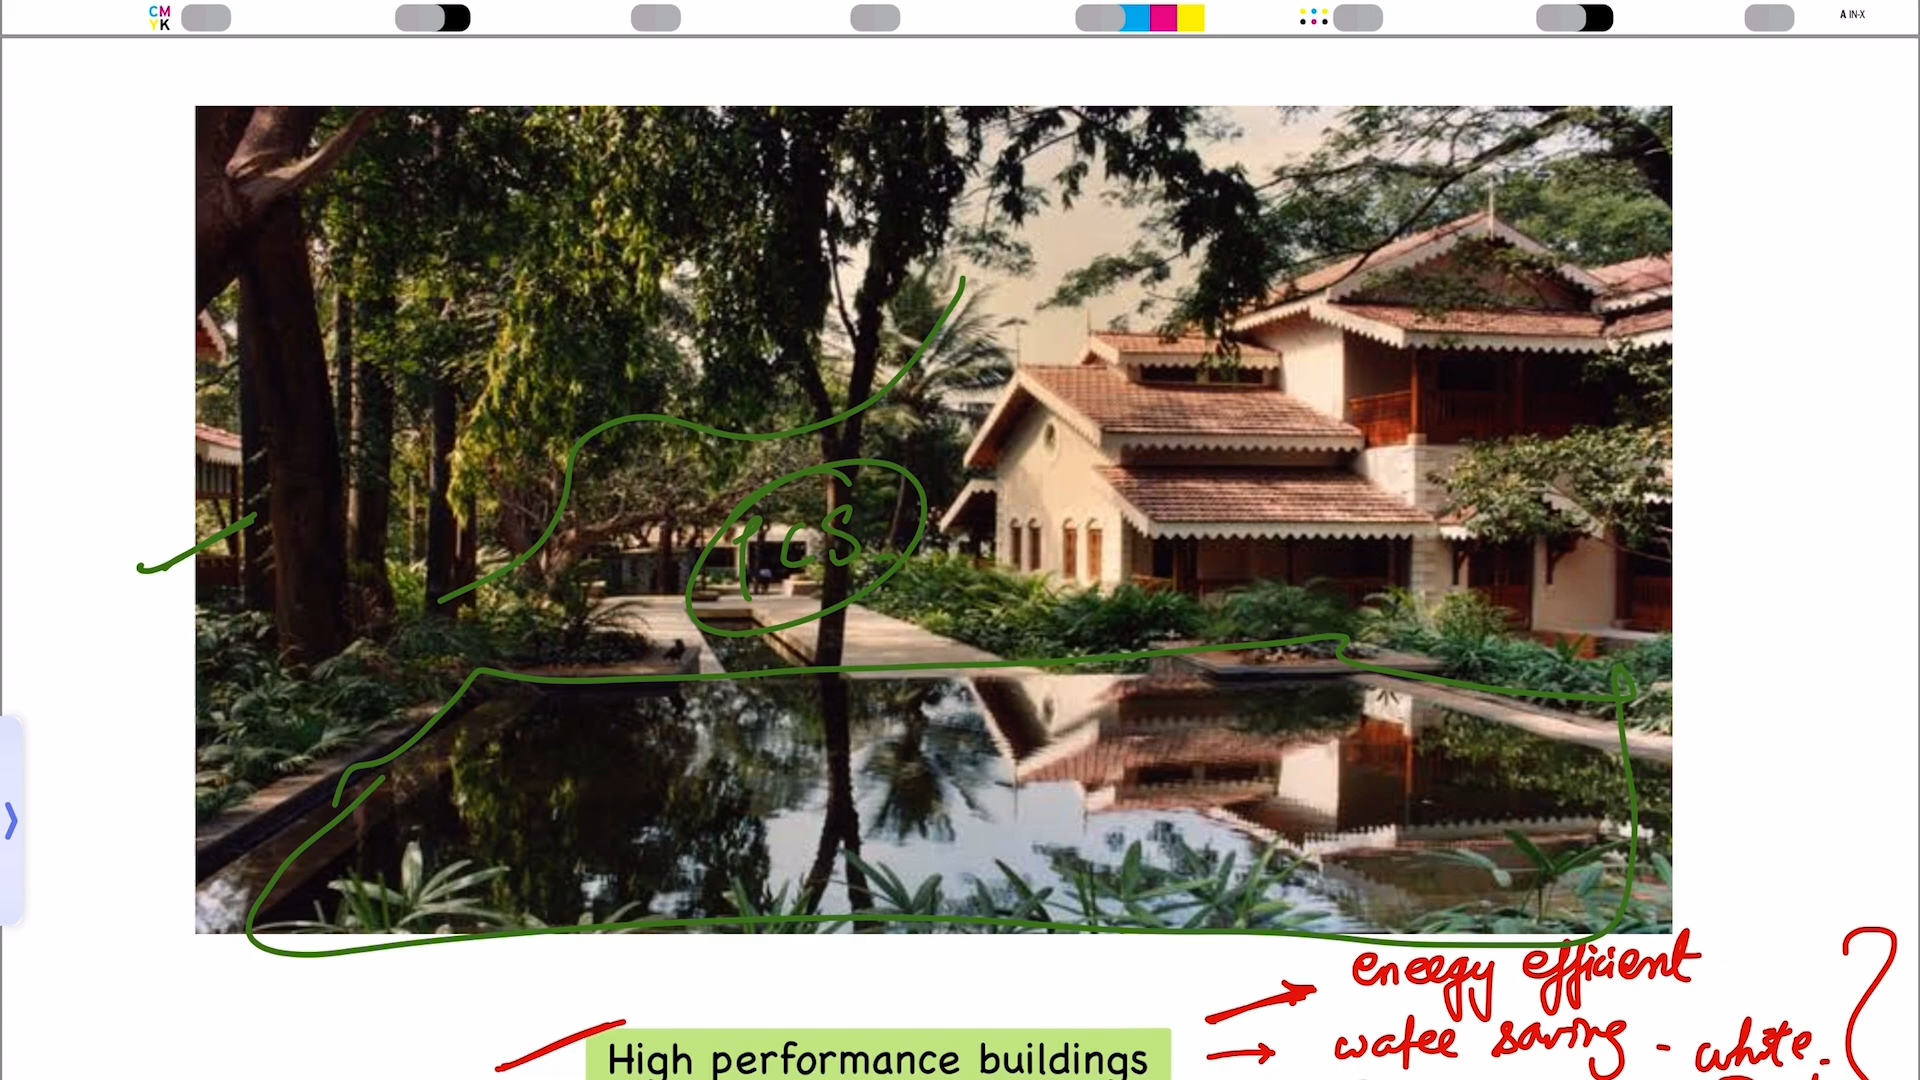 CM
YK
A IN-X
TCS
energy efficient
water saving - white.
High performance buildings